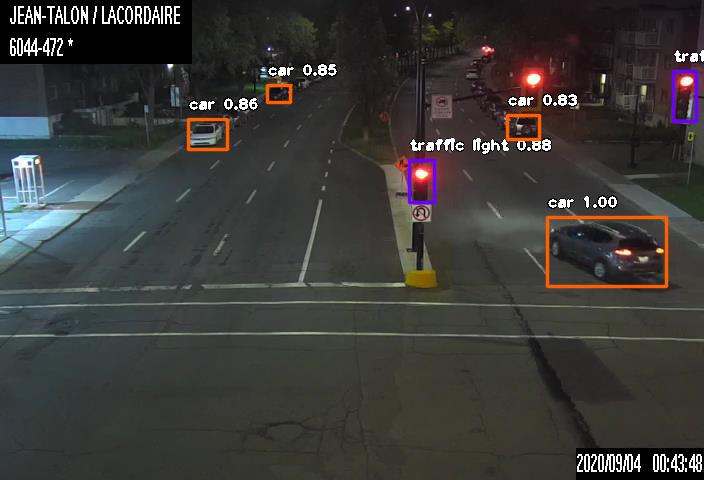 JEAN-TALON / LACORDAIRE
6044-472 *
car 0.85
car 0.86
car 0.83
traf
traffic light 0.88
car 1.00
2020/09/04 00:43:48